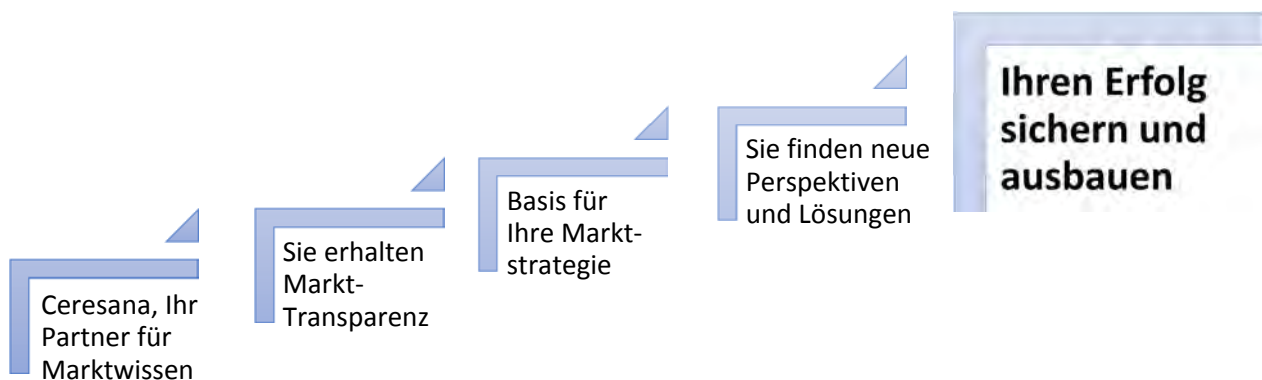 Ceresana, Ihr
Partner für
Marktwissen
Sie erhalten
Markt-
Transparenz
Basis für
Ihre Markt-
strategie
Sie finden neue
Perspektiven
und Lösungen
Ihren Erfolg
sichern und
ausbauen